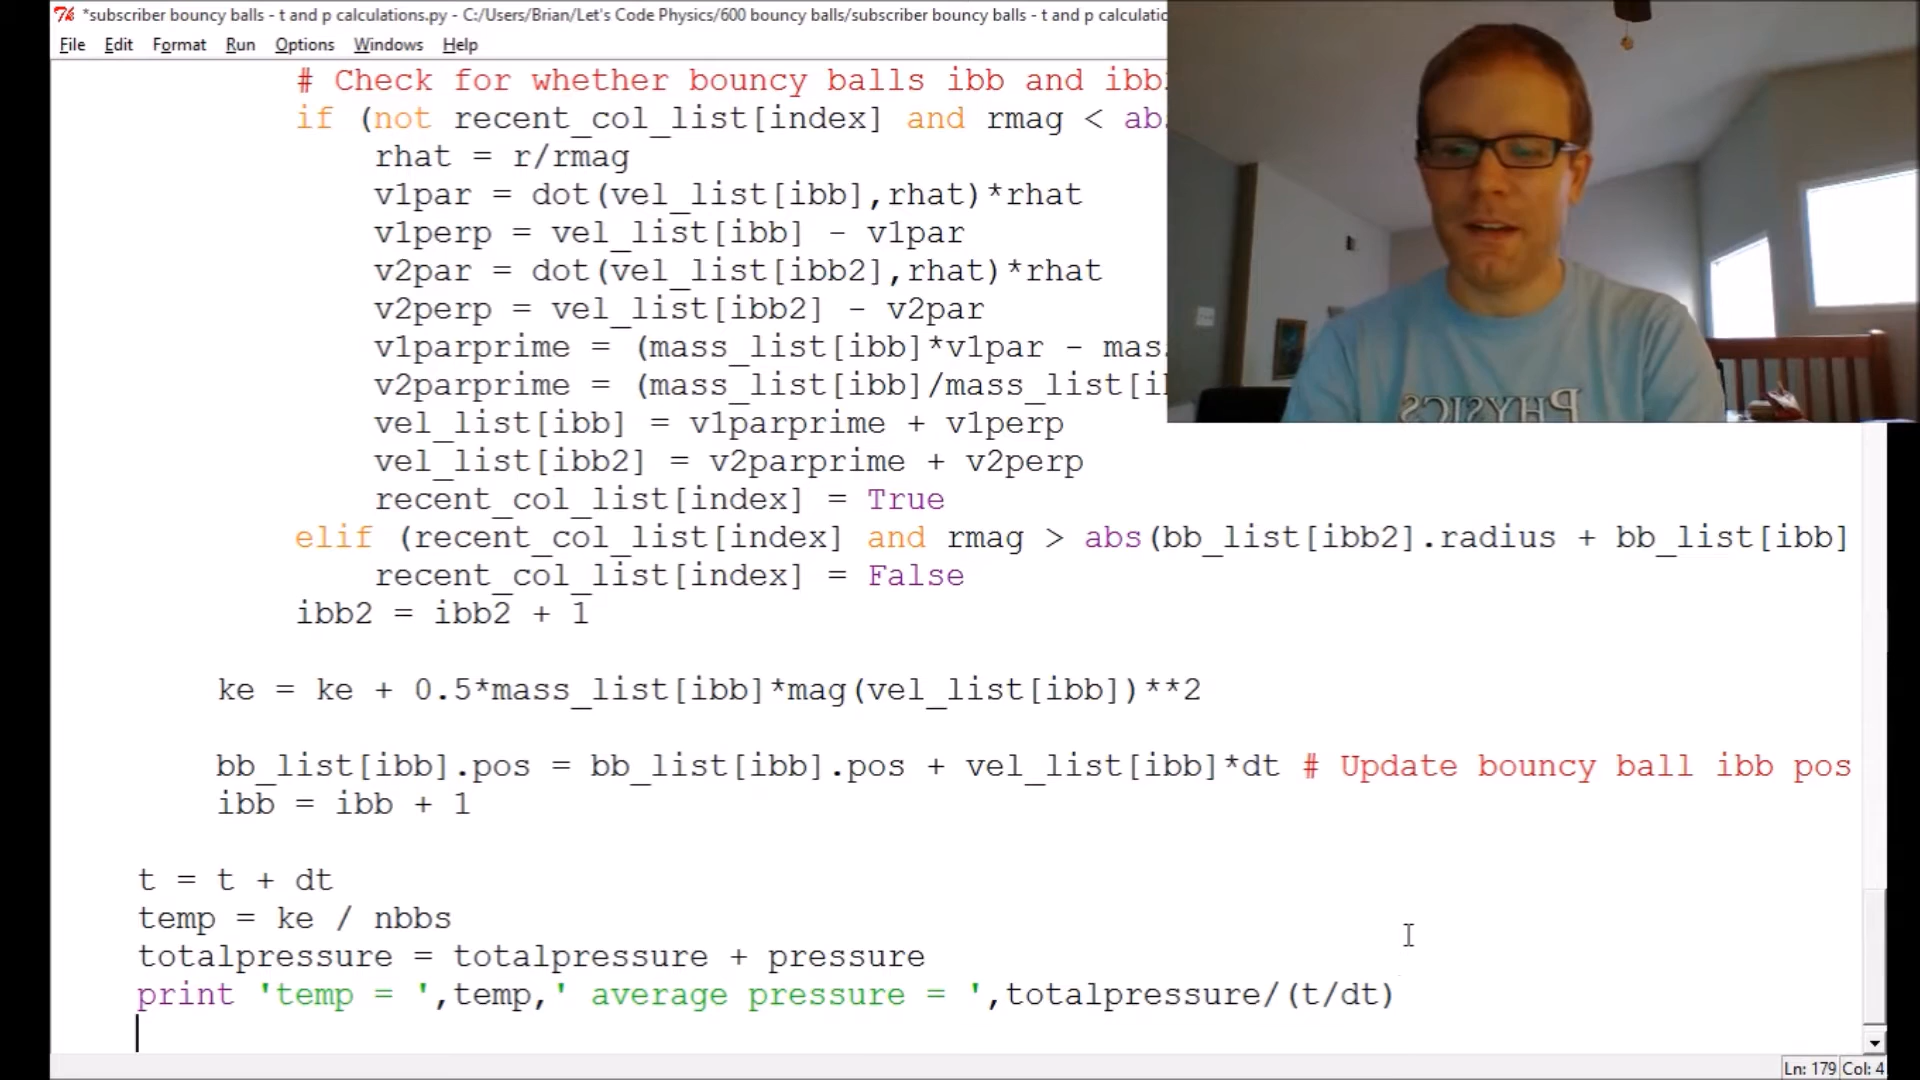 *subscriber bouncy balls - t and p calculations.py - C:/Users/Brian/Let's Code Physics/600 bouncy balls/subscriber bouncy balls - t and p calculatio
File Edit Format Run Options Windows Help
# Check for whether bouncy balls ibb and ibb
if (not recent_col_list[index] and rmag < ab
rhat = r/rmag
v1par = dot(vel_list[ibb],rhat)*rhat
v1perp = vel_list[ibb] - v1par
v2par = dot(vel_list[ibb2],rhat)*rhat
v2perp = vel_list[ibb2] - v2par
v1parprime = (mass_list[ibb]*v1par - mas
v2parprime = (mass_list[ibb]/mass_list[i
vel_list[ibb] = v1parprime + v1perp
vel_list[ibb2] = v2parprime + v2perp
recent_col_list[index] = True
elif (recent_col_list[index] and rmag > abs(bb_list[ibb2].radius + bb_list[ibb]
recent_col_list[index] = False
ibb2 = ibb2 + 1
ke = ke + 0.5*mass_list[ibb]*mag(vel_list[ibb])**2
bb_list[ibb].pos = bb_list[ibb].pos + vel_list[ibb]*dt # Update bouncy ball ibb pos
ibb = ibb + 1
t = t + dt
temp = ke / nbbs
totalpressure = totalpressure + pressure
print 'temp = ',temp,' average pressure = ',totalpressure/(t/dt)
Ln: 179 Col: 4
PHYSICS